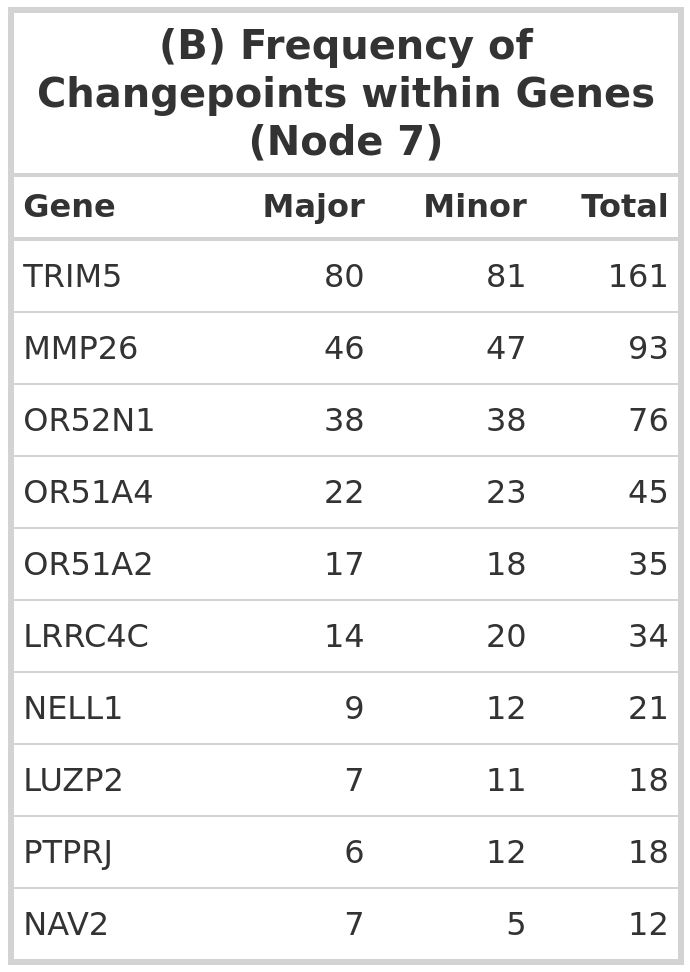 (B) Frequency of
Changepoints within Genes
(Node 7)
Gene Major Minor Total
TRIM5 80 81 161
MMP26 46 47 93
OR52N1 38 38 76
OR51A4 22 23 45
OR51A2 17 18 35
LRRC4C 14 20 34
NELL1 9 12 21
LUZP2 7 11 18
PTPRJ 6 12 18
NAV2 7 5 12